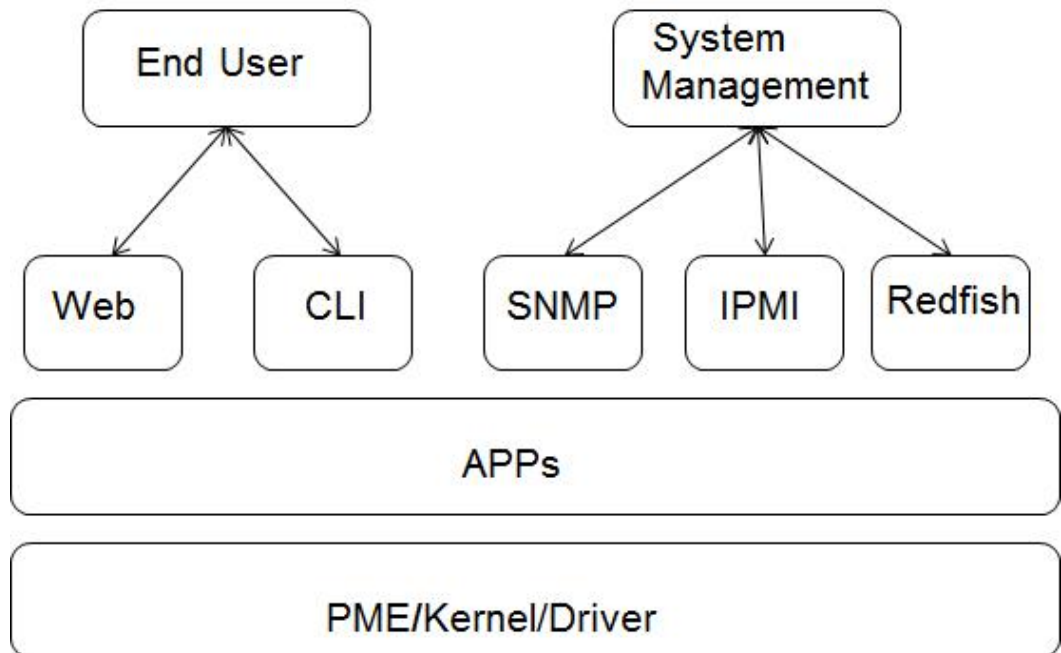 End User
System
Management
Web
CLI
SNMP
IPMI
Redfish
APPs
PME/Kernel/Driver